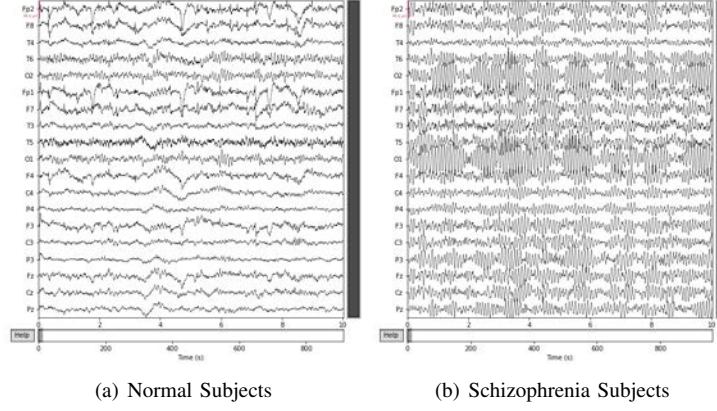 Fp2
F8
T4
T6
O2
Fp1
F7
T3
T5
O1
F4
C4
P4
F3
C3
P3
Fz
Cz
Pz
0 2 4 6 8 10
Help
0 200 400 600 800
Time (s)
(a) Normal Subjects
Fp2
F8
T4
T6
O2
Fp1
F7
T3
T5
O1
F4
C4
P4
F3
C3
P3
Fz
Cz
Pz
0 2 4 6 8 10
Help
0 200 400 600 800
Time (s)
(b) Schizophrenia Subjects